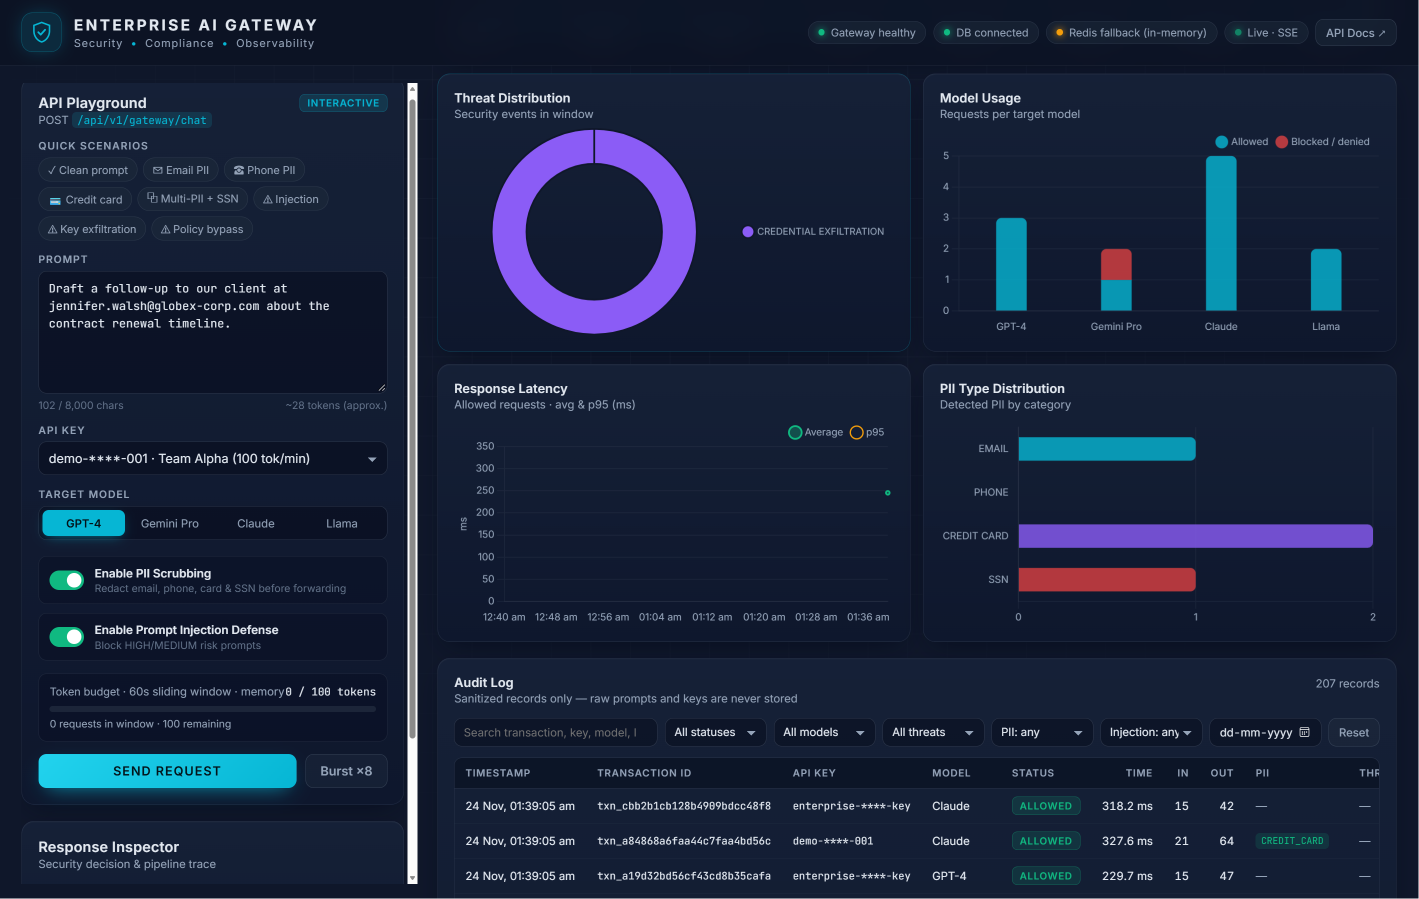 ENTERPRISE AI GATEWAY
Security • Compliance • Observability
Gateway healthy
DB connected
Redis fallback (in-memory)
Live · SSE
API Docs ↗
API Playground
INTERACTIVE
POST /api/v1/gateway/chat
QUICK SCENARIOS
✓ Clean prompt
✉ Email PII
☎ Phone PII
💳 Credit card
⿻ Multi-PII + SSN
⚠ Injection
⚠ Key exfiltration
⚠ Policy bypass
PROMPT
Draft a follow-up to our client at
jennifer.walsh@globex-corp.com about the
contract renewal timeline.
102 / 8,000 chars
~28 tokens (approx.)
API KEY
demo-****-001 · Team Alpha (100 tok/min)
TARGET MODEL
GPT-4 Gemini Pro Claude Llama
Enable PII Scrubbing
Redact email, phone, card & SSN before forwarding
Enable Prompt Injection Defense
Block HIGH/MEDIUM risk prompts
Token budget · 60s sliding window · memory 0 / 100 tokens
0 requests in window · 100 remaining
SEND REQUEST
Burst ×8
Response Inspector
Security decision & pipeline trace
Threat Distribution
Security events in window
CREDENTIAL EXFILTRATION
Model Usage
Requests per target model
Allowed Blocked / denied
5
4
3
2
1
0
GPT-4 Gemini Pro Claude Llama
Response Latency
Allowed requests · avg & p95 (ms)
Average p95
350
300
250
200
150
100
50
0
ms
12:40 am 12:48 am 12:56 am 01:04 am 01:12 am 01:20 am 01:28 am 01:36 am
PII Type Distribution
Detected PII by category
EMAIL
PHONE
CREDIT CARD
SSN
0 1 2
Audit Log
Sanitized records only — raw prompts and keys are never stored
207 records
Search transaction, key, model, I
All statuses
All models
All threats
PII: any
Injection: any
dd-mm-yyyy
Reset
TIMESTAMP TRANSACTION ID API KEY MODEL STATUS TIME IN OUT PII THR
24 Nov, 01:39:05 am txn_cbb2b1cb128b4909bdcc48f8 enterprise-****-key Claude ALLOWED 318.2 ms 15 42 — —
24 Nov, 01:39:05 am txn_a84868a6faa44c7faa4bd56c demo-****-001 Claude ALLOWED 327.6 ms 21 64 CREDIT_CARD —
24 Nov, 01:39:05 am txn_a19d32bd56cf43cd8b35cafa enterprise-****-key GPT-4 ALLOWED 229.7 ms 15 47 — —